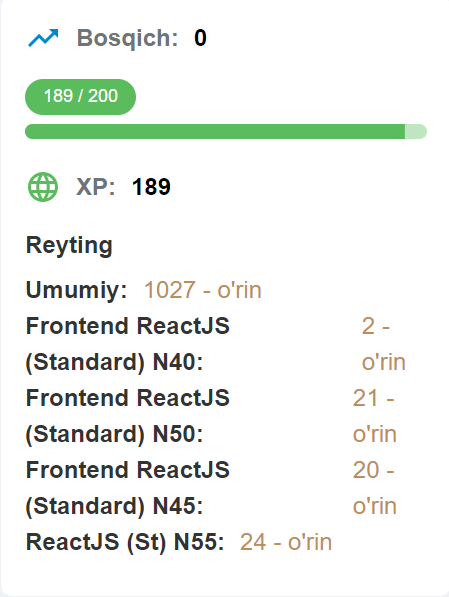 Bosqich: 0
189 / 200
XP: 189
Reyting
Umumiy: 1027 - o'rin
Frontend ReactJS (Standard) N40: 2 - o'rin
Frontend ReactJS (Standard) N50: 21 - o'rin
Frontend ReactJS (Standard) N45: 20 - o'rin
ReactJS (St) N55: 24 - o'rin